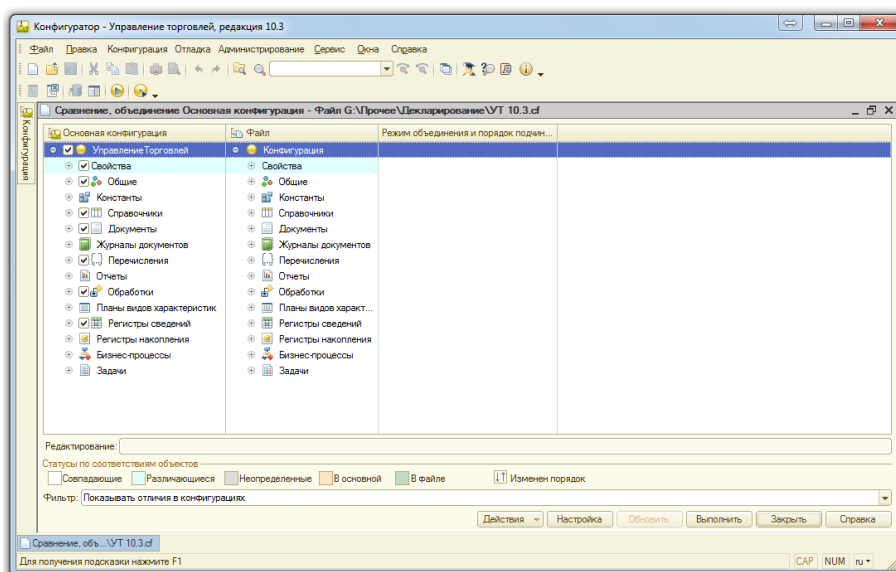 Конфигуратор - Управление торговлей, редакция 10.3
Файл Правка Конфигурация Отладка Администрирование Сервис Окна Справка
Сравнение, объединение Основная конфигурация - Файл G:\Прочее\Декларирование\УТ 10.3.cf
Конфигурация
Основная конфигурация Файл Режим объединения и порядок подчин...
УправлениеТорговлей Конфигурация
Свойства Свойства
Общие Общие
Константы Константы
Справочники Справочники
Документы Документы
Журналы документов Журналы документов
Перечисления Перечисления
Отчеты Отчеты
Обработки Обработки
Планы видов характеристик Планы видов характ...
Регистры сведений Регистры сведений
Регистры накопления Регистры накопления
Бизнес-процессы Бизнес-процессы
Задачи Задачи
Редактирование:
Статусы по соответствиям объектов
Совпадающие Различающиеся Неопределенные В основной В файле Изменен порядок
Фильтр: Показывать отличия в конфигурациях
Действия Настройка Обновить Выполнить Закрыть Справка
Сравнение, объ...\УТ 10.3.cf
Для получения подсказки нажмите F1 CAP NUM ru